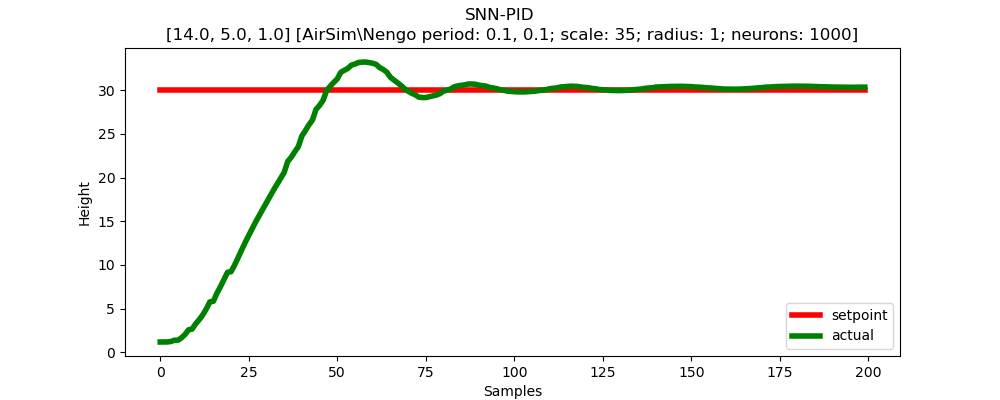 SNN-PID
[14.0, 5.0, 1.0] [AirSim\Nengo period: 0.1, 0.1; scale: 35; radius: 1; neurons: 1000]
30
25
20
15
10
5
0
Height
0 25 50 75 100 125 150 175 200
Samples
setpoint
actual